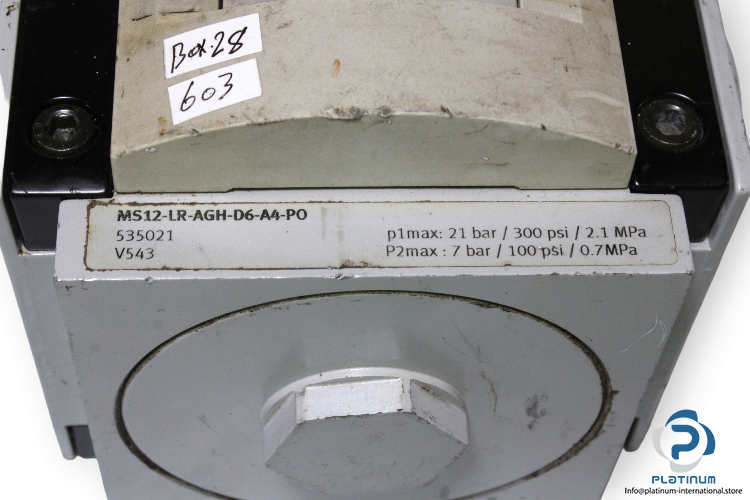 Box.28
603
MS12-LR-AGH-D6-A4-PO
535021
V543
p1max: 21 bar / 300 psi / 2.1 MPa
P2max : 7 bar / 100 psi / 0.7MPa
PLATINUM
Info@platinum-international.store